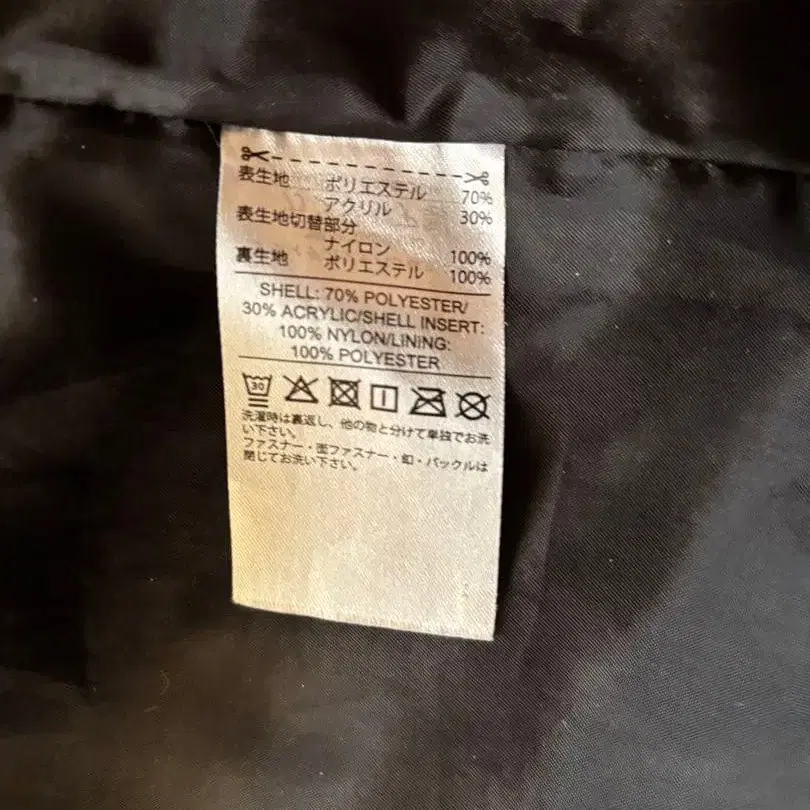 表生地 ポリエステル 70%
アクリル 30%
表生地切替部分
ナイロン 100%
裏生地 ポリエステル 100%
SHELL: 70% POLYESTER/
30% ACRYLIC/SHELL INSERT:
100% NYLON/LINING:
100% POLYESTER
30
洗濯時は裏返し、他の物と分けて単独でお洗
い下さい。
ファスナー・面ファスナー・釦・バックルは
閉じてお洗い下さい。